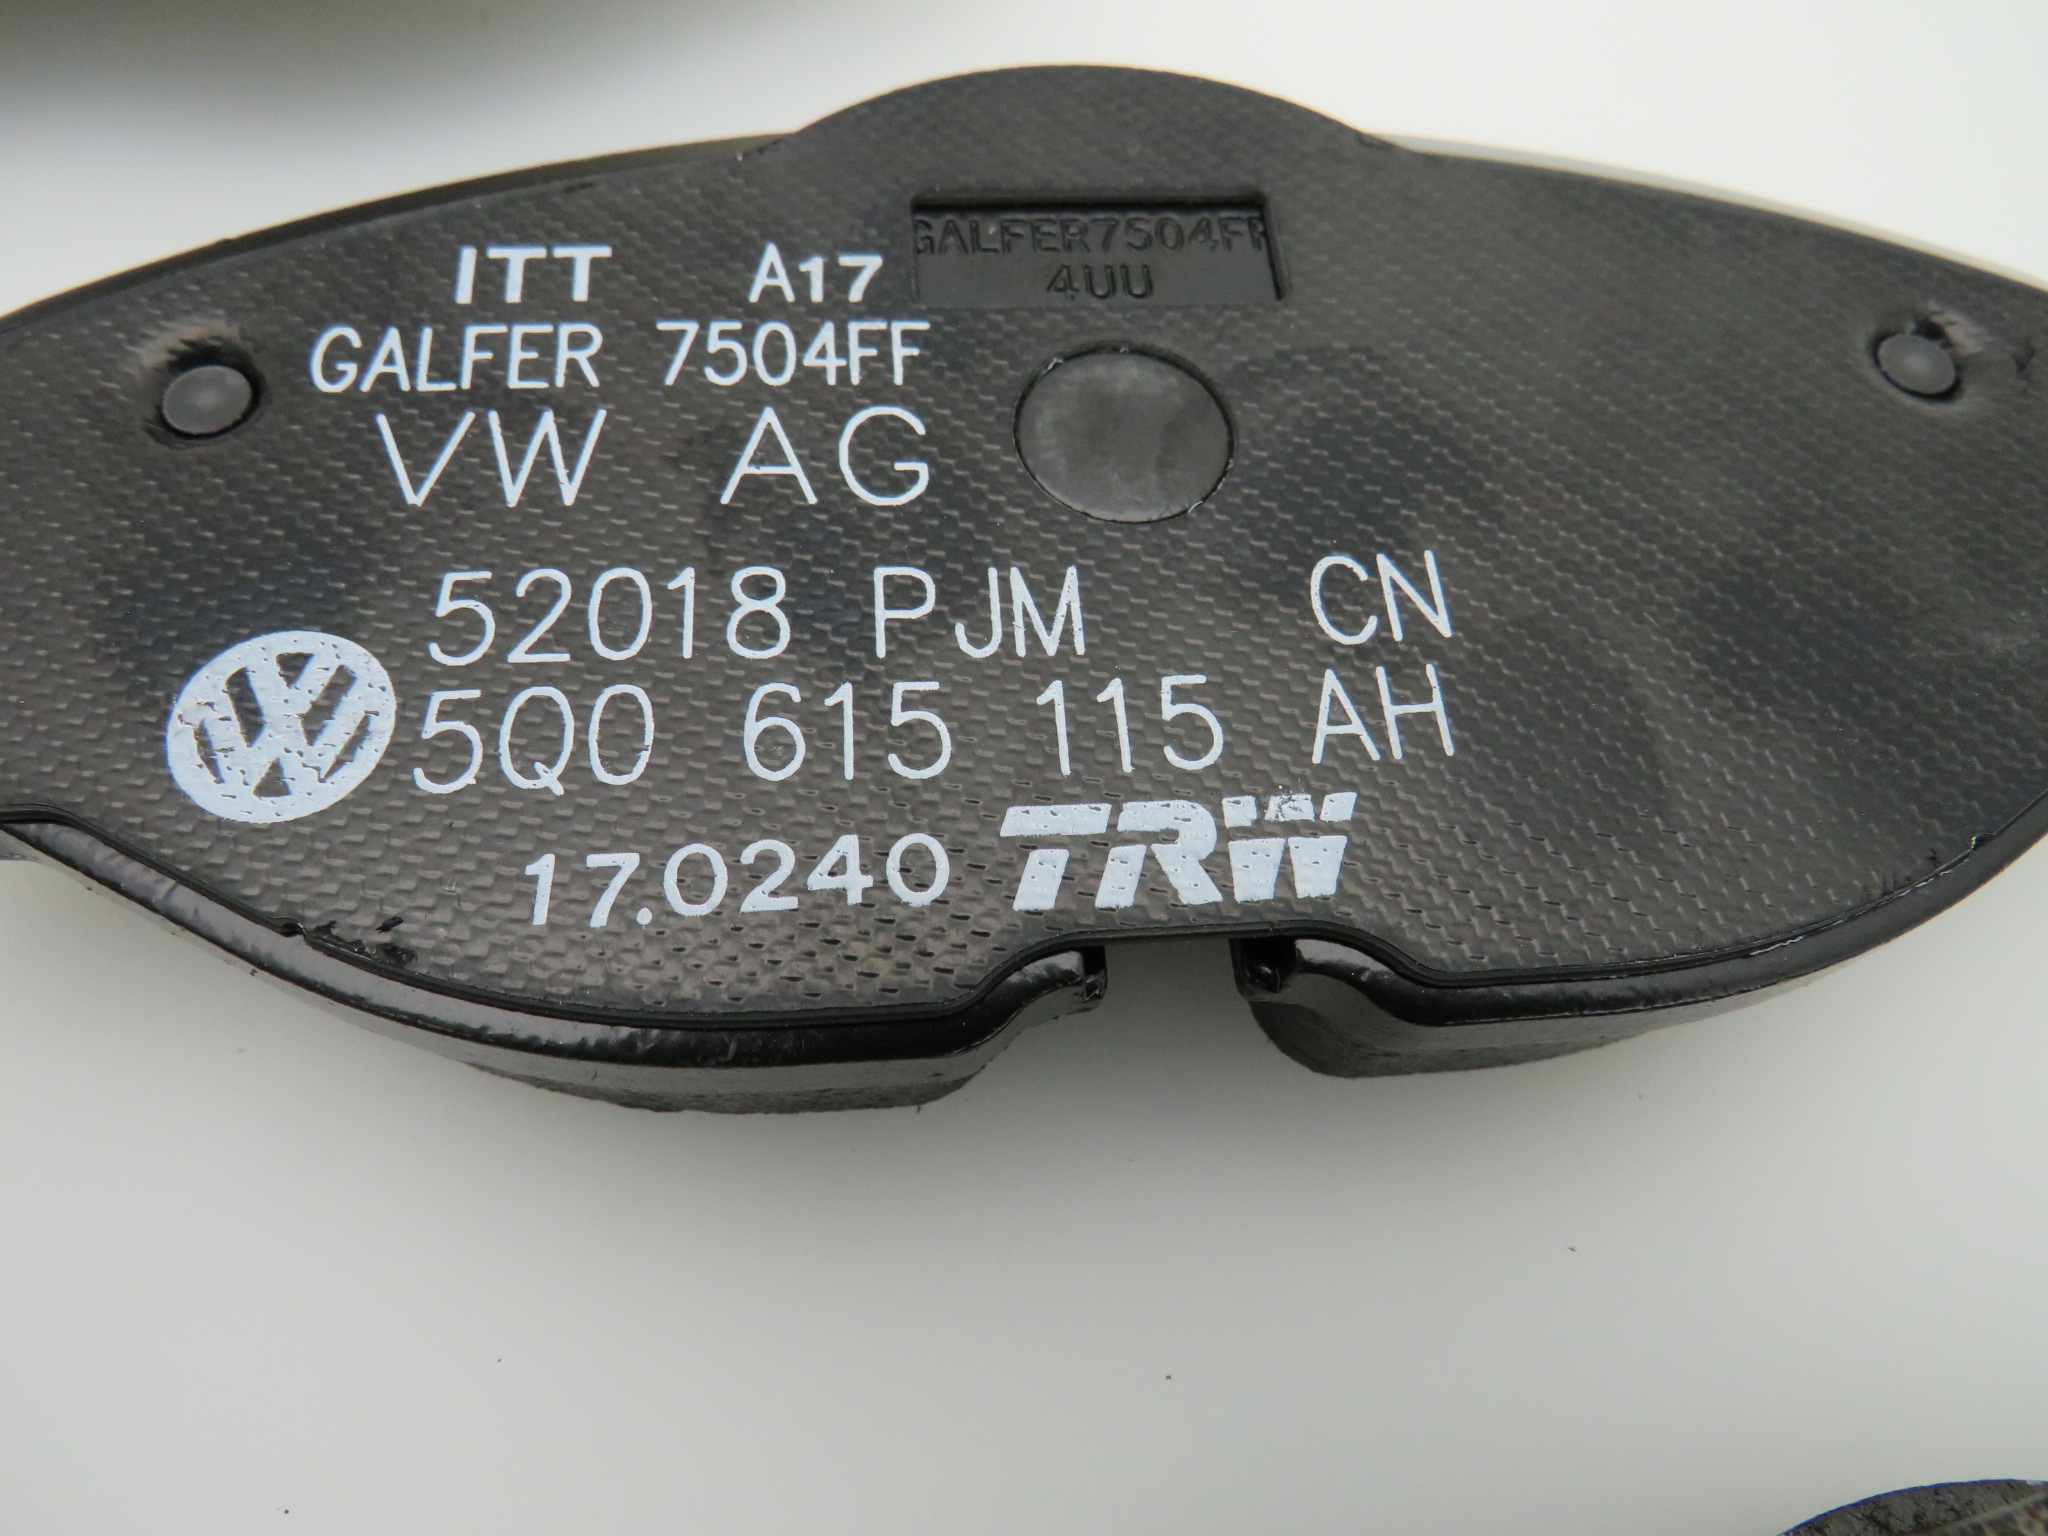 GALFER7504FF
4UU
ITT A17
GALFER 7504FF
VW AG
52018 PJM CN
5Q0 615 115 AH
17.0240 TRW